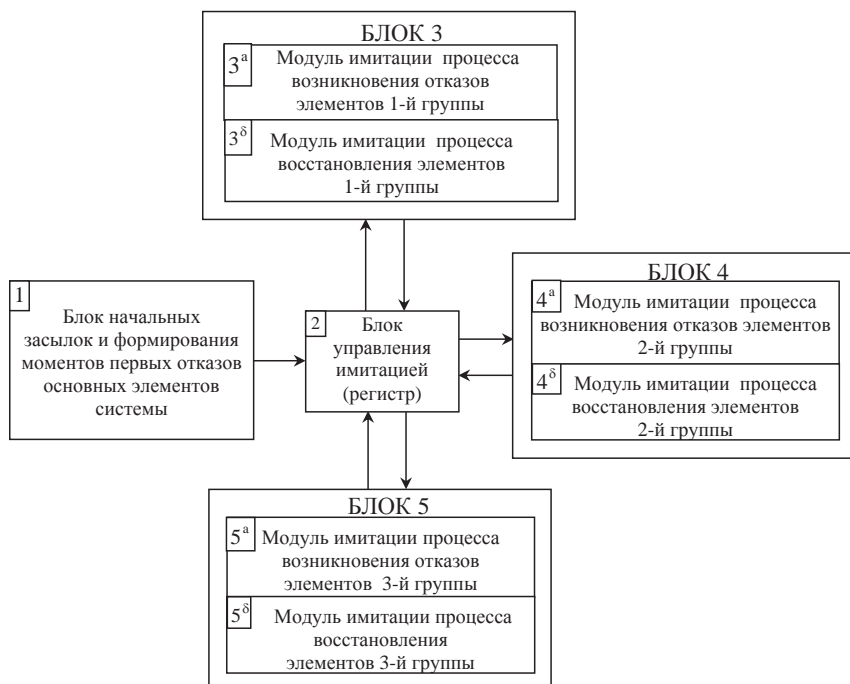 БЛОК 3
3а
Модуль имитации процесса
возникновения отказов
элементов 1-й группы
3δ
Модуль имитации процесса
восстановления элементов
1-й группы
1
Блок начальных
засылок и формирования
моментов первых отказов
основных элементов
системы
2
Блок
управления
имитацией
(регистр)
БЛОК 4
4а
Модуль имитации процесса
возникновения отказов элементов
2-й группы
4δ
Модуль имитации процесса
восстановления элементов
2-й группы
БЛОК 5
5а
Модуль имитации процесса
возникновения отказов
элементов 3-й группы
5δ
Модуль имитации процесса
восстановления
элементов 3-й группы